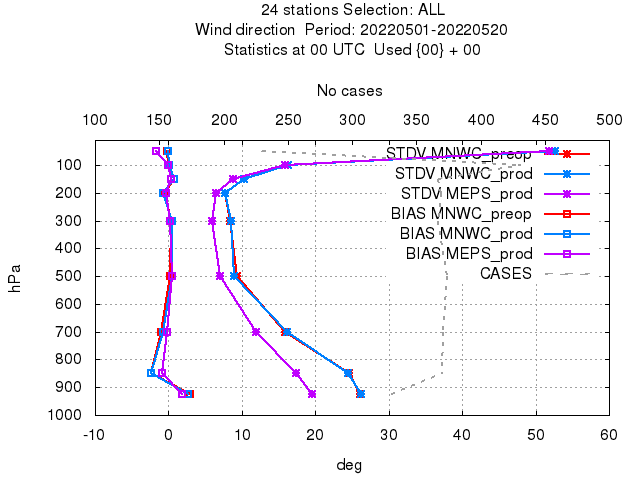 24 stations Selection: ALL
Wind direction  Period: 20220501-20220520
Statistics at 00 UTC  Used {00} + 00
No cases
100 150 200 250 300 350 400 450 500
STDV MNWC_preop
STDV MNWC_prod
STDV MEPS_prod
BIAS MNWC_preop
BIAS MNWC_prod
BIAS MEPS_prod
CASES
hPa
100
200
300
400
500
600
700
800
900
1000
-10 0 10 20 30 40 50 60
deg